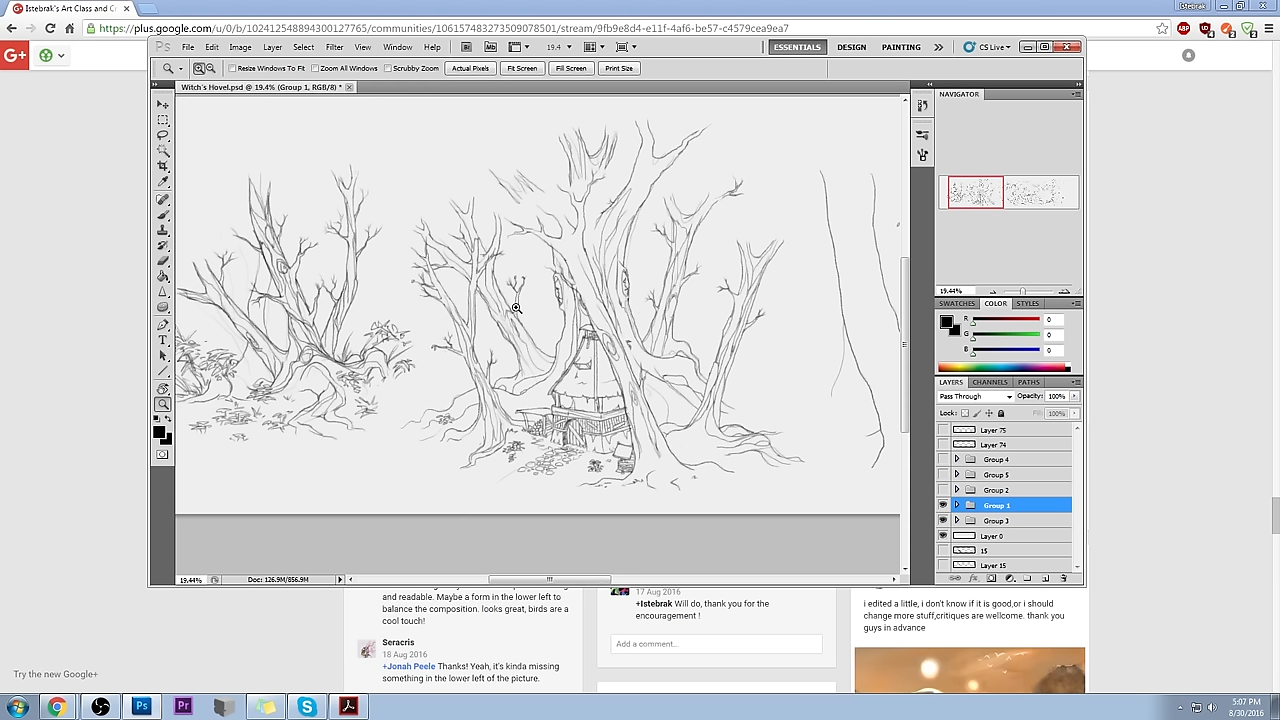 Istebrak's Art Class and C
Istebrak
https://plus.google.com/u/0/b/102412548894300127765/communities/106157483273509078501/stream/9fb9e8d4-e11f-4af6-be57-c4579cea9ea7
G+
Ps File Edit Image Layer Select Filter View Window Help 19.4 ESSENTIALS DESIGN PAINTING CS Live
Resize Windows To Fit Zoom All Windows Scrubby Zoom Actual Pixels Fit Screen Fill Screen Print Size
Witch's Hovel.psd @ 19.4% (Group 1, RGB/8) *
NAVIGATOR
19.44%
SWATCHES COLOR STYLES
R 0
G 0
B 0
LAYERS CHANNELS PATHS
Pass Through Opacity: 100%
Lock: Fill: 100%
Layer 75
Layer 74
Group 4
Group 5
Group 2
Group 1
Group 3
Layer 0
15
Layer 15
19.44% Doc: 126.9M/856.9M
and readable. Maybe a form in the lower left to
balance the composition. looks great, birds are a
cool touch!
Seracris
18 Aug 2016
+Jonah Peele Thanks! Yeah, it's kinda missing
something in the lower left of the picture.
17 Aug 2016
+Istebrak Will do, thank you for the
encouragement !
Add a comment...
i edited a little, i don't know if it is good,or i should
change more stuff,critiques are wellcome. thank you
guys in advance
Try the new Google+
Ps
Pr
5:07 PM
8/30/2016